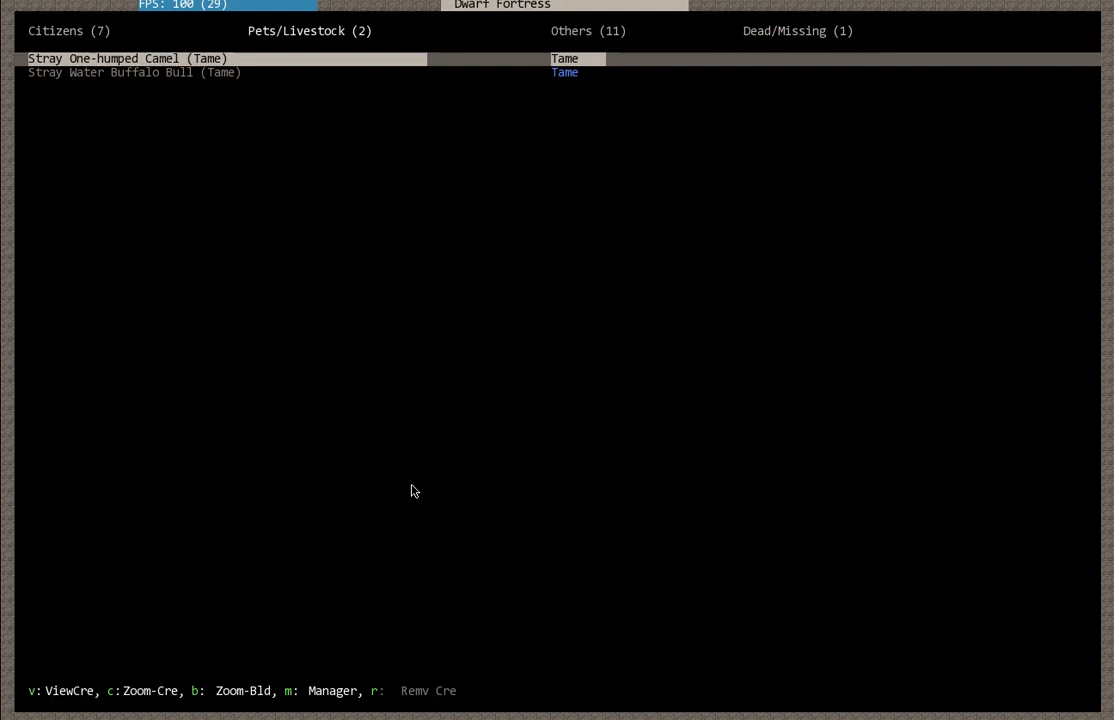 FPS: 100 (29) Dwarf Fortress
Citizens (7) Pets/Livestock (2) Others (11) Dead/Missing (1)
Stray One-humped Camel (Tame) Tame
Stray Water Buffalo Bull (Tame) Tame
v: ViewCre, c: Zoom-Cre, b: Zoom-Bld, m: Manager, r: Remv Cre